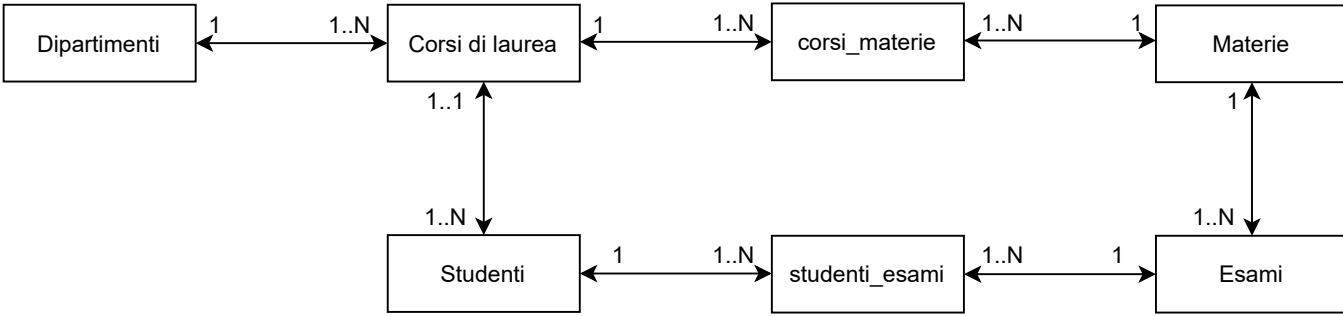 1
1..N
1
1..N
1..N
1
Dipartimenti
Corsi di laurea
corsi_materie
Materie
1..1
1
1..N
1..N
1
1..N
1..N
1
Studenti
studenti_esami
Esami